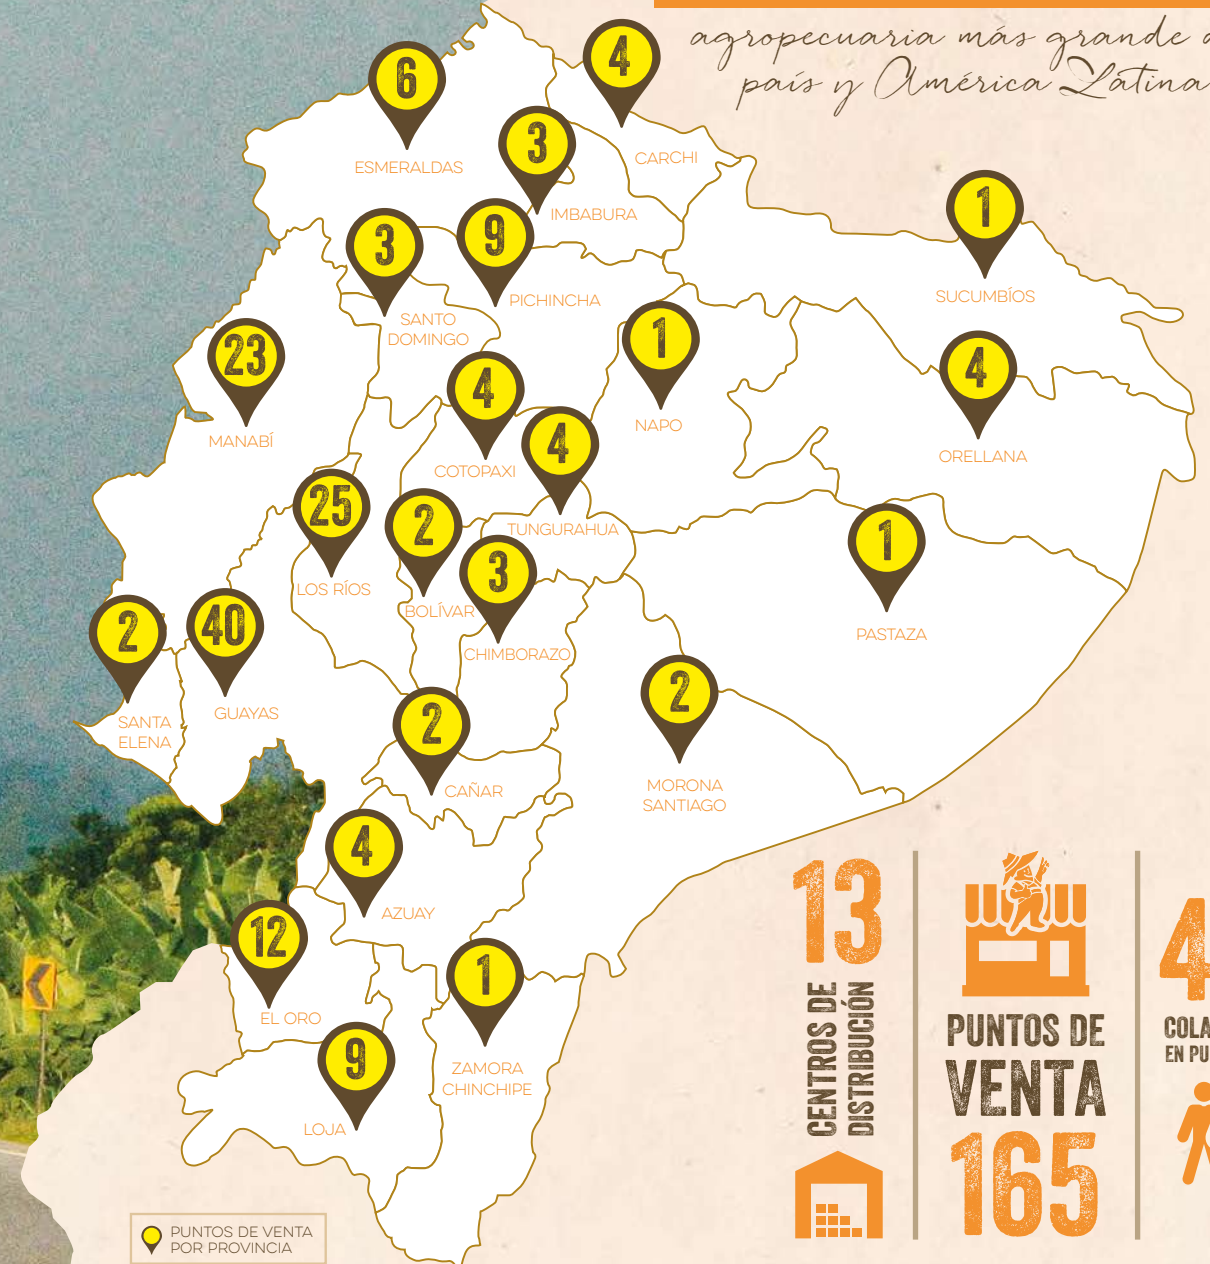 agropecuaria más grande
país y América Latina
6
ESMERALDAS
4
CARCHI
3
IMBABURA
1
SUCUMBÍOS
3
SANTO
DOMINGO
9
PICHINCHA
23
MANABÍ
1
NAPO
4
ORELLANA
4
COTOPAXI
4
TUNGURAHUA
25
LOS RÍOS
2
BOLÍVAR
3
CHIMBORAZO
1
PASTAZA
2
SANTA
ELENA
40
GUAYAS
2
CAÑAR
2
MORONA
SANTIAGO
4
AZUAY
12
EL ORO
1
ZAMORA
CHINCHIPE
9
LOJA
PUNTOS DE VENTA
POR PROVINCIA
13
CENTROS DE
DISTRIBUCIÓN
PUNTOS DE
VENTA
165
4
COLA
EN PU